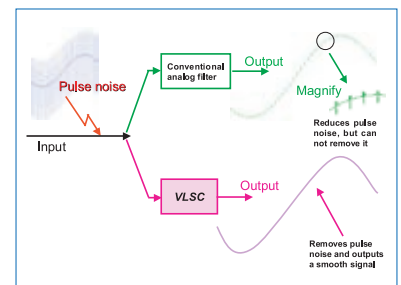 Pulse noise
Input
Conventional
analog filter
Output
Magnify
Reduces pulse
noise, but can
not remove it
VLSC
Output
Removes pulse
noise and outputs
a smooth signal